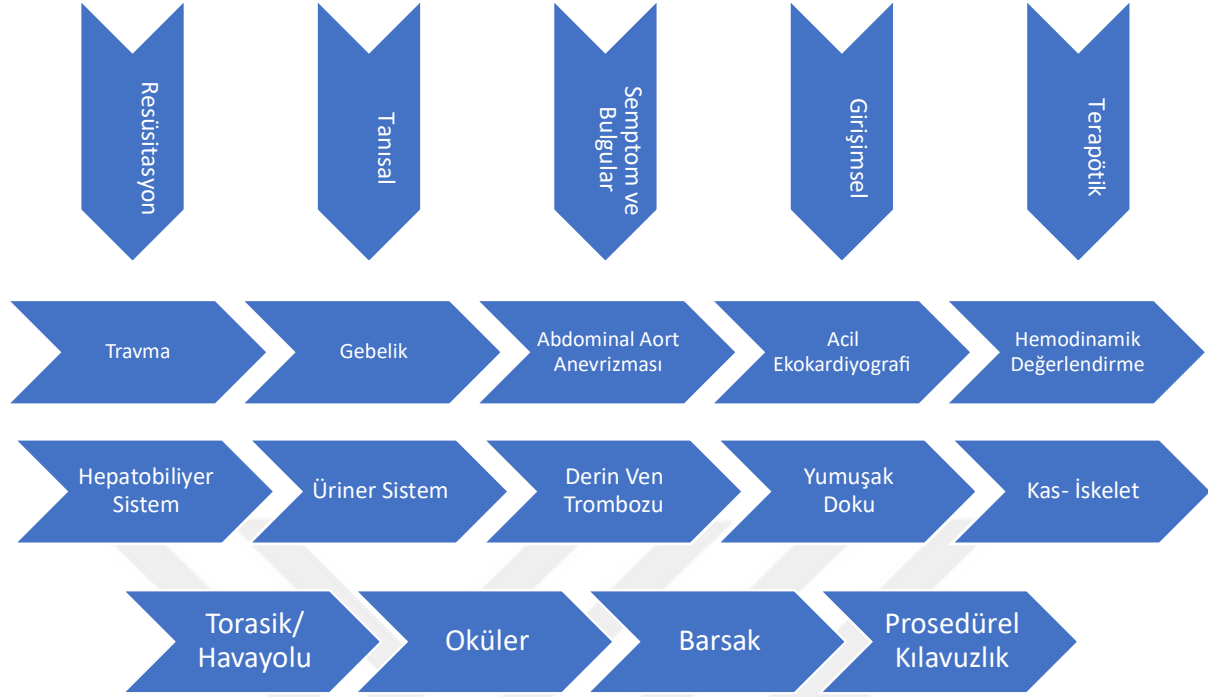 Resüsitasyon
Tanısal
Semptom ve
Bulgular
Girişimsel
Terapötik
Travma
Gebelik
Abdominal Aort
Anevrizması
Acil
Ekokardiyografi
Hemodinamik
Değerlendirme
Hepatobiliyer
Sistem
Üriner Sistem
Derin Ven
Trombozu
Yumuşak
Doku
Kas- İskelet
Torasik/
Havayolu
Oküler
Barsak
Prosedürel
Kılavuzlık